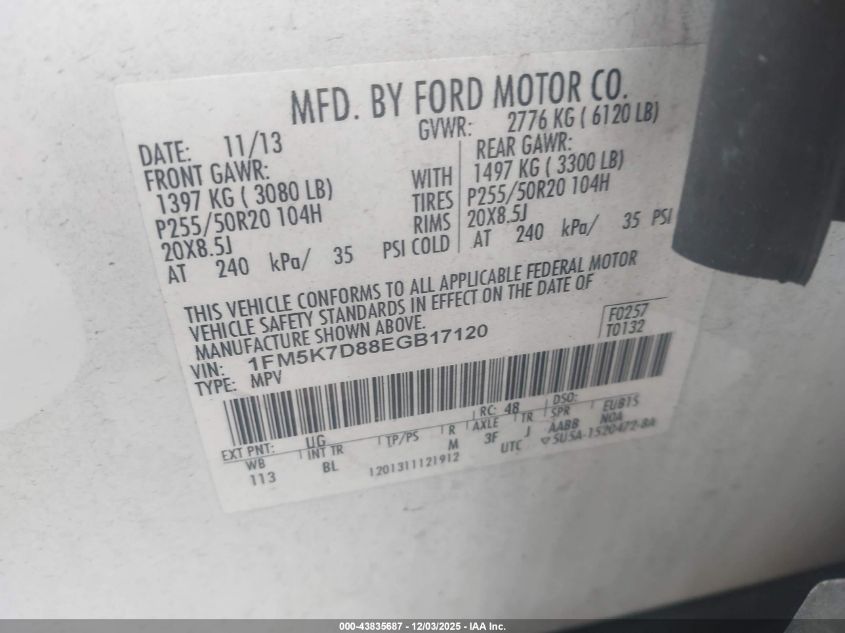 MFD. BY FORD MOTOR CO.
DATE: 11/13 GVWR: 2776 KG ( 6120 LB)
FRONT GAWR: REAR GAWR:
1397 KG ( 3080 LB) WITH 1497 KG ( 3300 LB)
P255/50R20 104H TIRES P255/50R20 104H
20X8.5J RIMS 20X8.5J
AT 240 kPa/ 35 PSI COLD AT 240 kPa/ 35 PSI
THIS VEHICLE CONFORMS TO ALL APPLICABLE FEDERAL MOTOR
VEHICLE SAFETY STANDARDS IN EFFECT ON THE DATE OF
MANUFACTURE SHOWN ABOVE.
F0257
VIN: 1FM5K7D88EGB17120
T0132
TYPE: MPV
EXT PNT: UG RC: 48 DSO:
WB INT TR TP/PS R AXLE TR SPR EUBTS
113 BL M 3F J AABB NOA
1201311121912 UTC 5U5A-1520472-BA
000-43835687 - 12/03/2025 - IAA Inc.